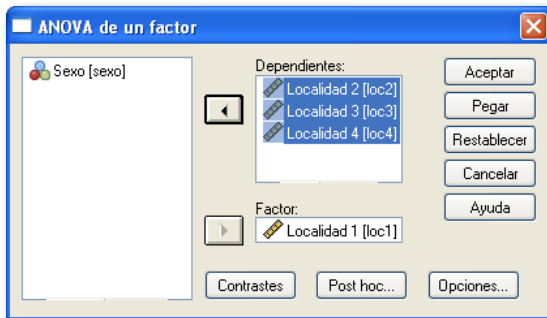 ANOVA de un factor
Sexo [sexo]
Dependientes:
Localidad 2 [loc2]
Localidad 3 [loc3]
Localidad 4 [loc4]
Factor:
Localidad 1 [loc1]
Aceptar
Pegar
Restablecer
Cancelar
Ayuda
Contrastes
Post hoc...
Opciones...